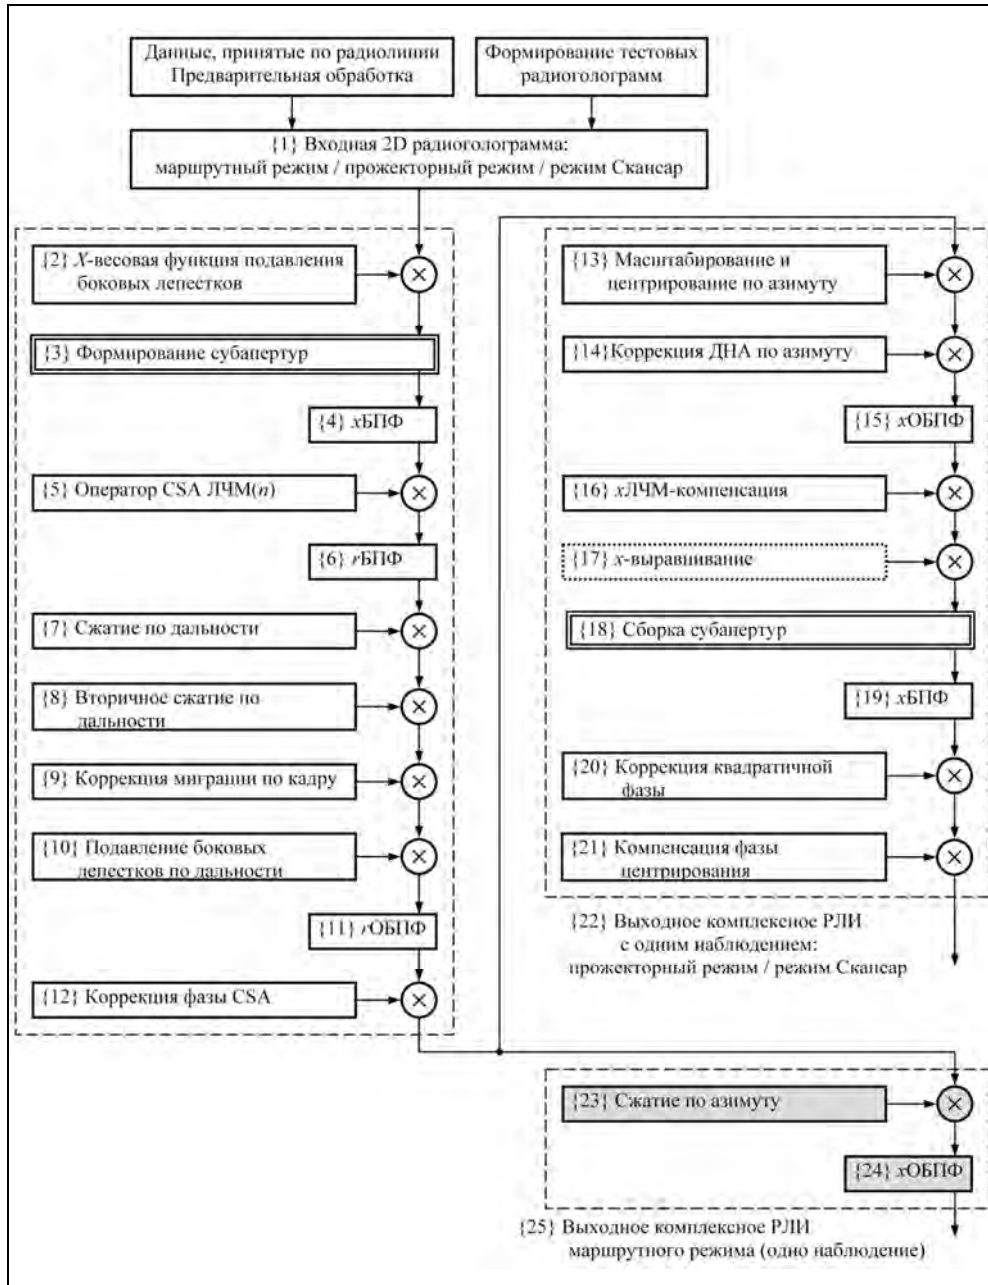 Данные, принятые по радиолинии
Предварительная обработка
Формирование тестовых
радиоголограмм
{1} Входная 2D радиоголограмма:
маршрутный режим / прожекторный режим / режим Скансар
{2} X-весовая функция подавления
боковых лепестков
{3} Формирование субапертур
{4} xБПФ
{5} Оператор CSA ЛЧМ(n)
{6} rБПФ
{7} Сжатие по дальности
{8} Вторичное сжатие по
дальности
{9} Коррекция миграции по кадру
{10} Подавление боковых
лепестков по дальности
{11} rОБПФ
{12} Коррекция фазы CSA
{13} Масштабирование и
центрирование по азимуту
{14} Коррекция ДНА по азимуту
{15} xОБПФ
{16} xЛЧМ-компенсация
{17} x-выравнивание
{18} Сборка субапертур
{19} xБПФ
{20} Коррекция квадратичной
фазы
{21} Компенсация фазы
центрирования
{22} Выходное комплексное РЛИ
с одним наблюдением:
прожекторный режим / режим Скансар
{23} Сжатие по азимуту
{24} xОБПФ
{25} Выходное комплексное РЛИ
маршрутного режима (одно наблюдение)